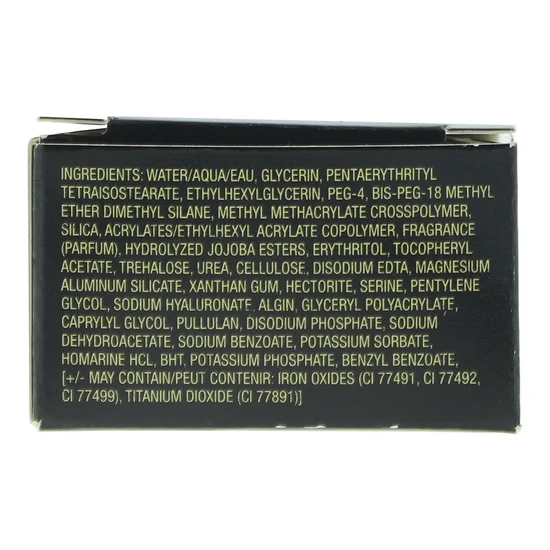 INGREDIENTS: WATER/AQUA/EAU, GLYCERIN, PENTAERYTHRITYL
TETRAISOSTEARATE, ETHYLHEXYLGLYCERIN, PEG-4, BIS-PEG-18 METHYL
ETHER DIMETHYL SILANE, METHYL METHACRYLATE CROSSPOLYMER,
SILICA, ACRYLATES/ETHYLHEXYL ACRYLATE COPOLYMER, FRAGRANCE
(PARFUM), HYDROLYZED JOJOBA ESTERS, ERYTHRITOL, TOCOPHERYL
ACETATE, TREHALOSE, UREA, CELLULOSE, DISODIUM EDTA, MAGNESIUM
ALUMINUM SILICATE, XANTHAN GUM, HECTORITE, SERINE, PENTYLENE
GLYCOL, SODIUM HYALURONATE, ALGIN, GLYCERYL POLYACRYLATE,
CAPRYLYL GLYCOL, PULLULAN, DISODIUM PHOSPHATE, SODIUM
DEHYDROACETATE, SODIUM BENZOATE, POTASSIUM SORBATE,
HOMARINE HCL, BHT, POTASSIUM PHOSPHATE, BENZYL BENZOATE,
[+/- MAY CONTAIN/PEUT CONTENIR: IRON OXIDES (CI 77491, CI 77492,
CI 77499), TITANIUM DIOXIDE (CI 77891)]